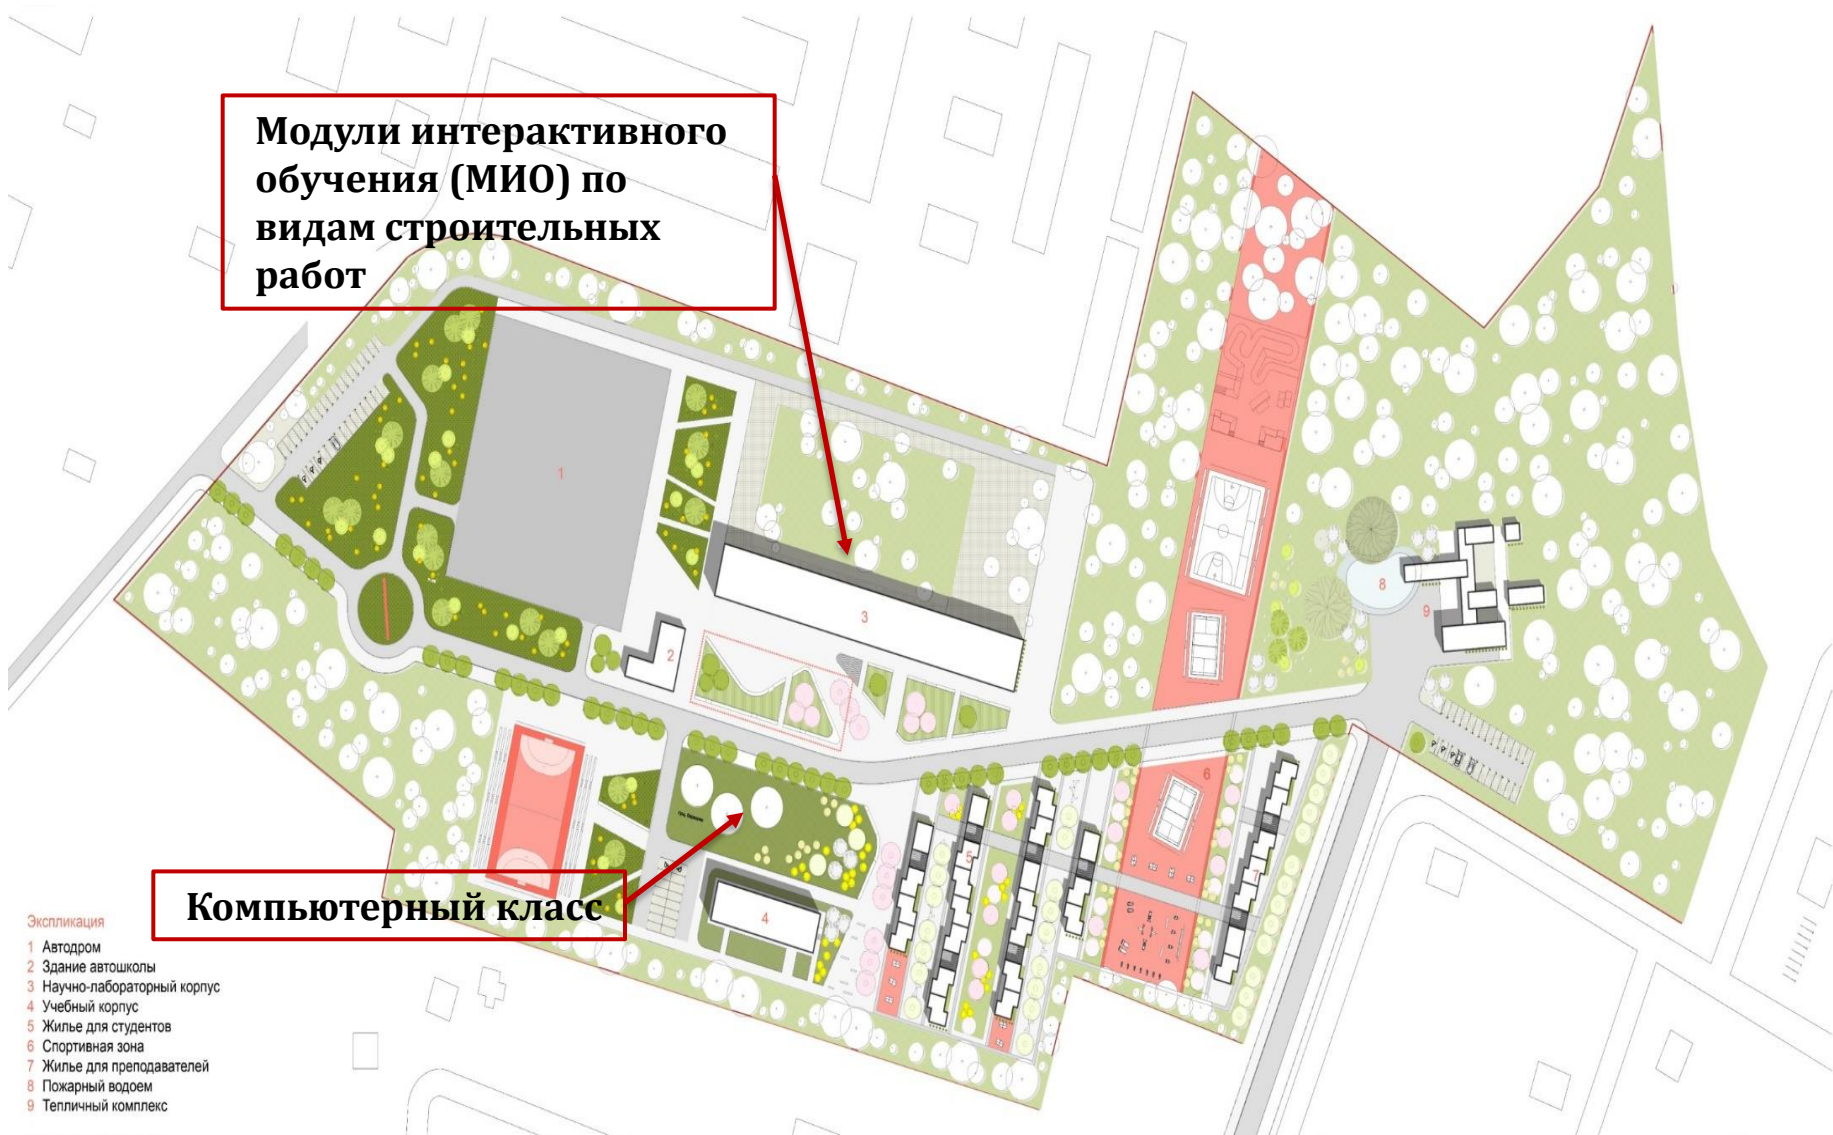 Модули интерактивного
обучения (МИО) по
видам строительных
работ
1
2
3
8
9
6
5
7
4
Компьютерный класс
Экспликация
1 Автодром
2 Здание автошколы
3 Научно-лабораторный корпус
4 Учебный корпус
5 Жилье для студентов
6 Спортивная зона
7 Жилье для преподавателей
8 Пожарный водоем
9 Тепличный комплекс